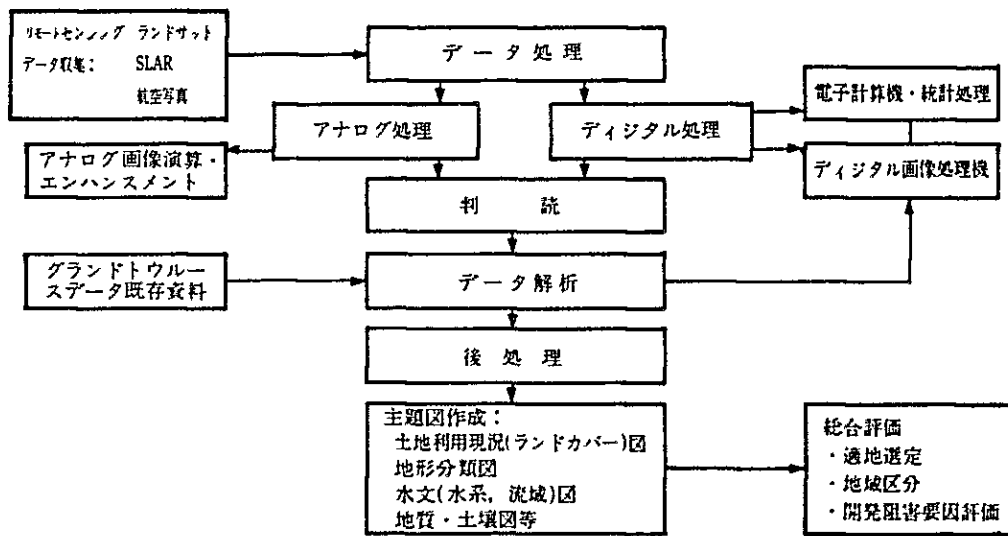 リモートセンシング ランドサット
データ収集： SLAR
航空写真
データ処理
アナログ処理
ディジタル処理
電子計算機・統計処理
アナログ画像演算・
エンハンスメント
ディジタル画像処理機
判読
グランドトウルー
スデータ既存資料
データ解析
後処理
主題図作成：
土地利用現況(ランドカバー)図
地形分類図
水文(水系，流域)図
地質・土壌図等
総合評価
・適地選定
・地域区分
・開発阻害要因評価